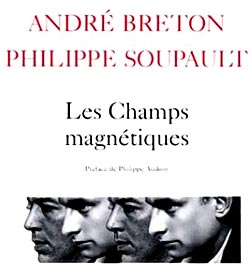 ANDRÉ BRETON
PHILIPPE SOUPAULT
Les Champs
magnétiques
Préface de Philippe Audoin